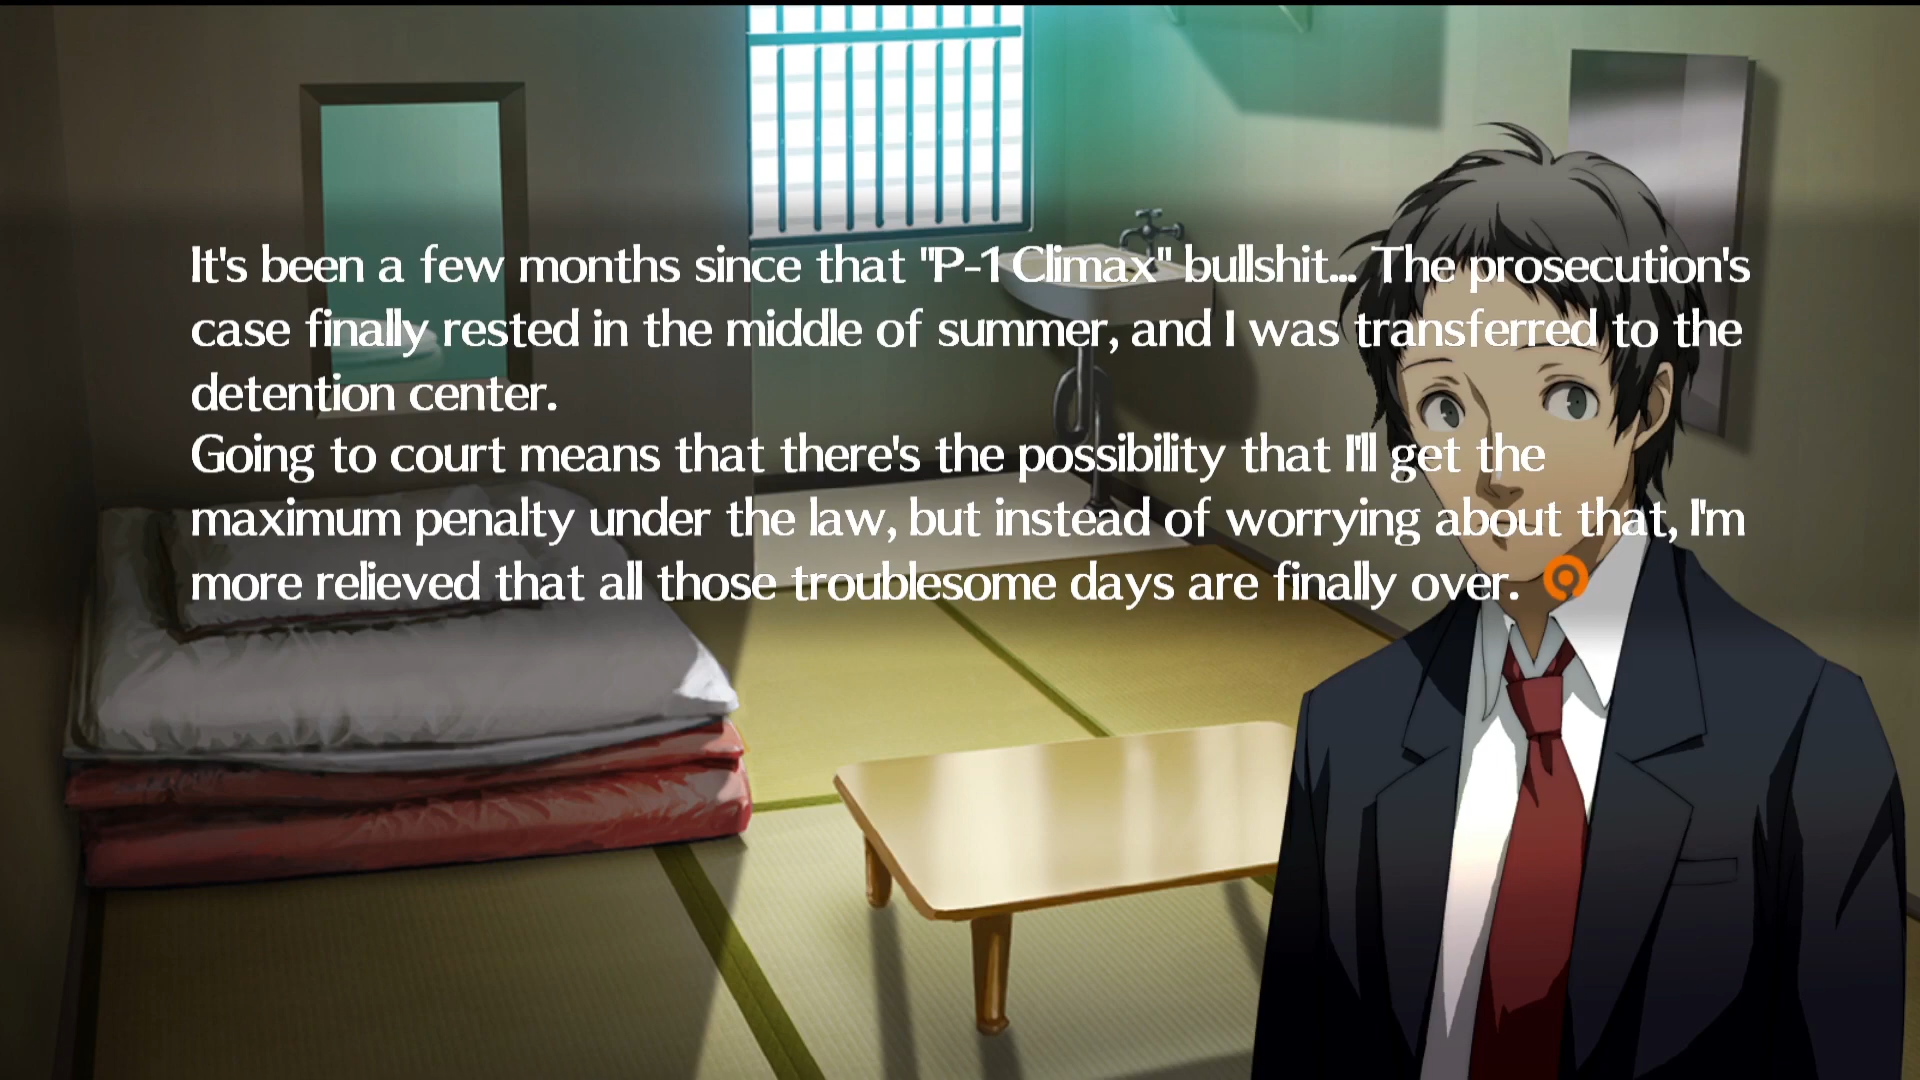 It's been a few months since that "P-1 Climax" bullshit... The prosecution's
case finally rested in the middle of summer, and I was transferred to the
detention center.
Going to court means that there's the possibility that I'll get the
maximum penalty under the law, but instead of worrying about that, I'm
more relieved that all those troublesome days are finally over.